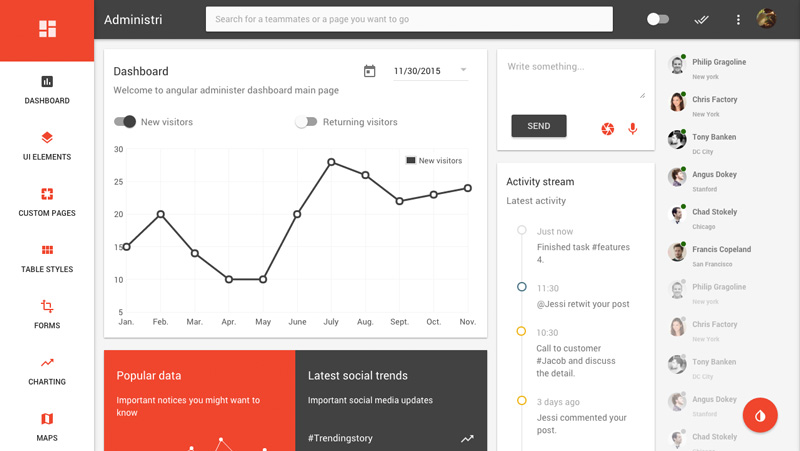 Administri
Search for a teammates or a page you want to go
DASHBOARD
UI ELEMENTS
CUSTOM PAGES
TABLE STYLES
FORMS
CHARTING
MAPS
Dashboard
11/30/2015
Welcome to angular administer dashboard main page
New visitors
Returning visitors
New visitors
30
25
20
15
10
5
Jan.
Feb.
Mar.
Apr.
May
June
July
Aug.
Sept.
Oct.
Nov.
Popular data
Important notices you might want to
know
Latest social trends
Important social media updates
#Trendingstory
Write something...
SEND
Activity stream
Latest activity
Just now
Finished task #features
4.
11:30
@Jessi retwit your post
10:30
Call to customer
#Jacob and discuss
the detail.
3 days ago
Jessi commented your
post.
Philip Gragoline
New york
Chris Factory
New York
Tony Banken
DC City
Angus Dokey
Stanford
Chad Stokely
Chicago
Francis Copeland
San Francisco
Philip Gragoline
New york
Chris Factory
New York
Tony Banken
DC City
Angus Dokey
Stanford
Chad Stokely
Chicago